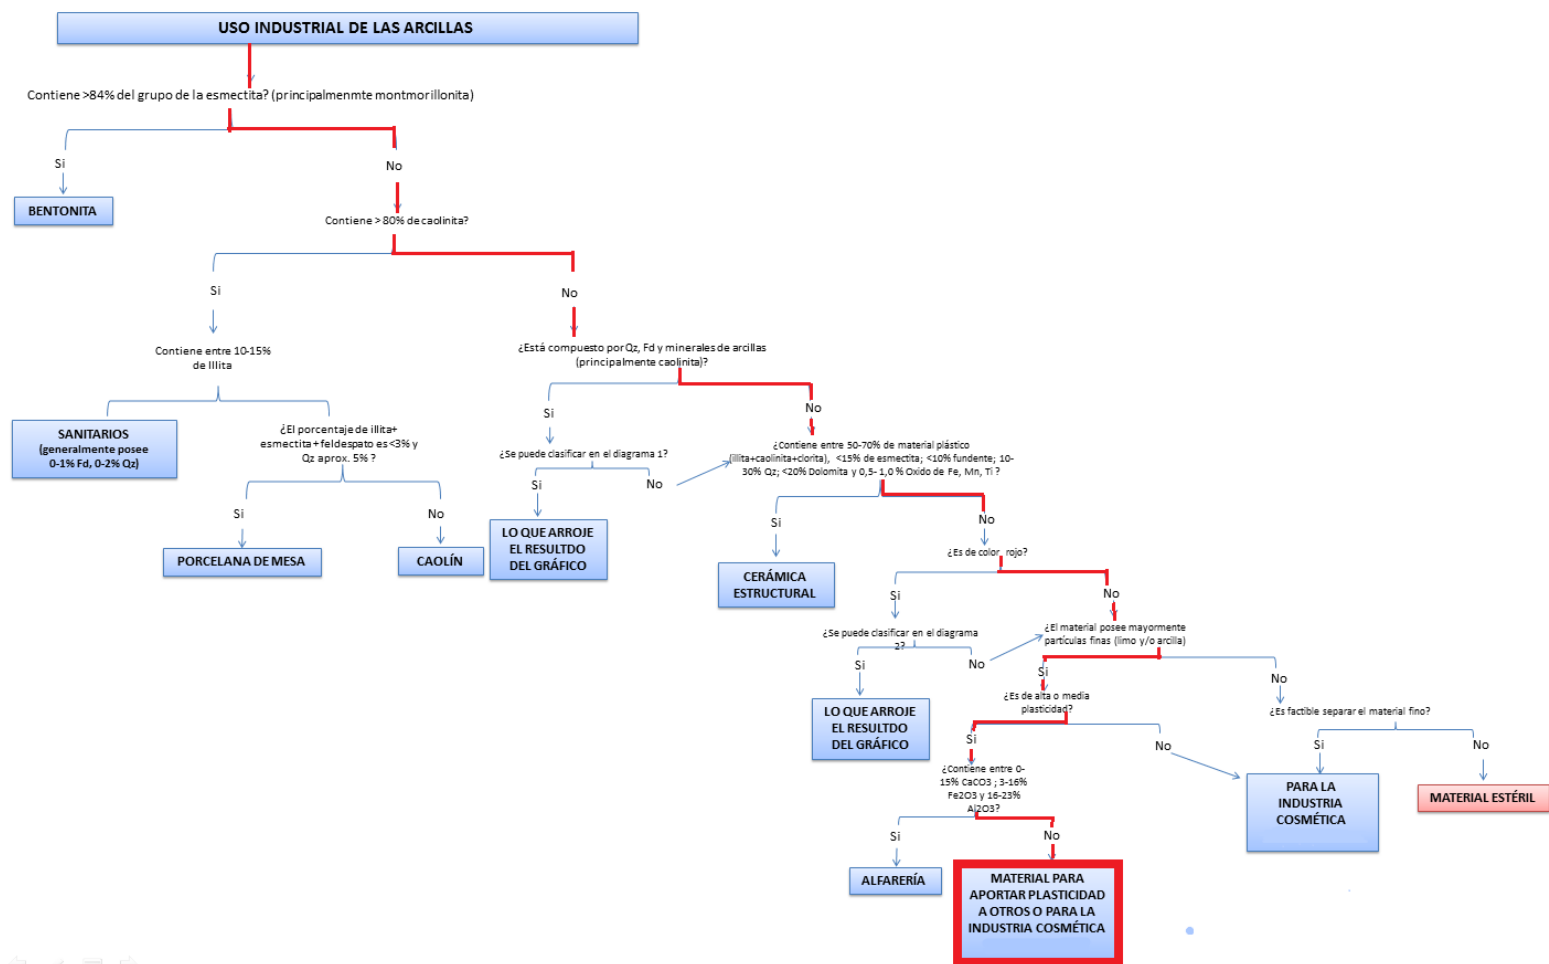 USO INDUSTRIAL DE LAS ARCILLAS
Contiene >84% del grupo de la esmectita? (principalmenmte montmorillonita)
Si
No
BENTONITA
Contiene > 80% de caolinita?
Si
No
Contiene entre 10-15%
de Illita
¿Está compuesto por Qz, Fd y minerales de arcillas
(principalmente caolinita)?
SANITARIOS
(generalmente posee
0-1% Fd, 0-2% Qz)
¿El porcentaje de illita+
esmectita+feldespato es <3% y
Qz aprox. 5% ?
Si
No
PORCELANA DE MESA
CAOLÍN
Si
No
¿Se puede clasificar en el diagrama 1?
Si
No
LO QUE ARROJE
EL RESULTDO
DEL GRÁFICO
¿Contiene entre 50-70% de material plástico
(illita+caolinita+clorita), <15% de esmectita; <10% fundente; 10-
30% Qz; <20% Dolomita y 0,5- 1,0 % Oxido de Fe, Mn, Ti ?
Si
No
CERÁMICA
ESTRUCTURAL
¿Es de color rojo?
Si
No
¿Se puede clasificar en el diagrama
2?
Si
No
LO QUE ARROJE
EL RESULTDO
DEL GRÁFICO
¿El material posee mayormente
partículas finas (limo y/o arcilla)
Si
No
¿Es de alta o media
plasticidad?
¿Es factible separar el material fino?
Si
No
Si
No
¿Contiene entre 0-
15% CaCO3 ; 3-16%
Fe2O3 y 16-23%
Al2O3?
PARA LA
INDUSTRIA
COSMÉTICA
MATERIAL ESTÉRIL
Si
No
ALFARERÍA
MATERIAL PARA
APORTAR PLASTICIDAD
A OTROS O PARA LA
INDUSTRIA COSMÉTICA